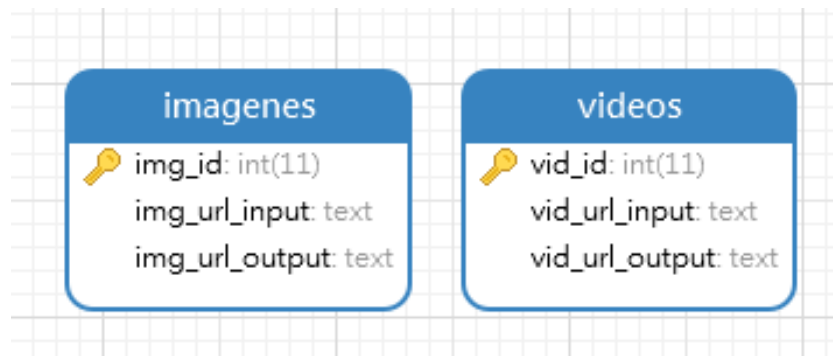 imagenes
img_id: int(11)
img_url_input: text
img_url_output: text
videos
vid_id: int(11)
vid_url_input: text
vid_url_output: text